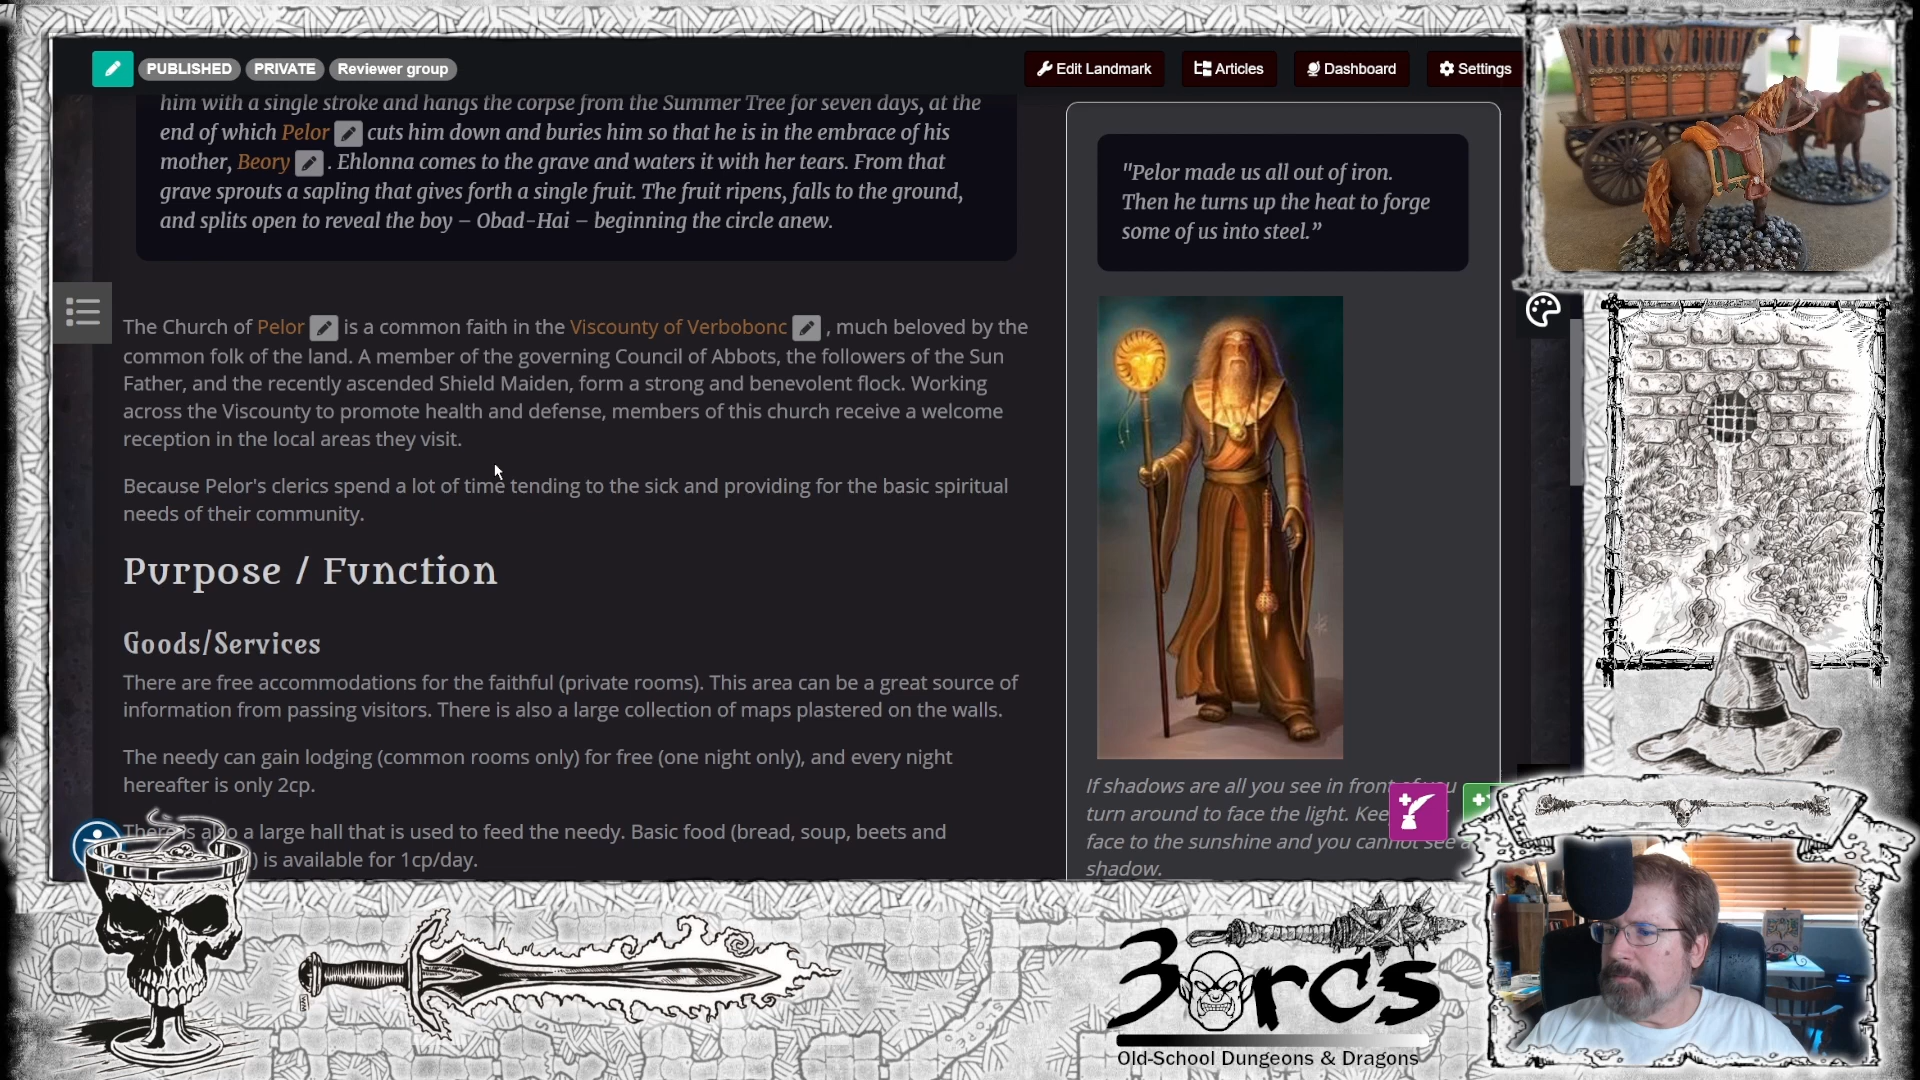 PUBLISHED PRIVATE Reviewer group
Edit Landmark Articles Dashboard Settings
him with a single stroke and hangs the corpse from the Summer Tree for seven days, at the
end of which Pelor cuts him down and buries him so that he is in the embrace of his
mother, Beory . Ehlonna comes to the grave and waters it with her tears. From that
grave sprouts a sapling that gives forth a single fruit. The fruit ripens, falls to the ground,
and splits open to reveal the boy – Obad-Hai – beginning the circle anew.
The Church of Pelor is a common faith in the Viscounty of Verbobonc , much beloved by the
common folk of the land. A member of the governing Council of Abbots, the followers of the Sun
Father, and the recently ascended Shield Maiden, form a strong and benevolent flock. Working
across the Viscounty to promote health and defense, members of this church receive a welcome
reception in the local areas they visit.
Because Pelor's clerics spend a lot of time tending to the sick and providing for the basic spiritual
needs of their community.
Purpose / Function
Goods/Services
There are free accommodations for the faithful (private rooms). This area can be a great source of
information from passing visitors. There is also a large collection of maps plastered on the walls.
The needy can gain lodging (common rooms only) for free (one night only), and every night
hereafter is only 2cp.
There is also a large hall that is used to feed the needy. Basic food (bread, soup, beets and
) is available for 1cp/day.
"Pelor made us all out of iron.
Then he turns up the heat to forge
some of us into steel.”
If shadows are all you see in front of you
turn around to face the light. Kee
face to the sunshine and you cannot see a
shadow.
3 orcs
Old-School Dungeons & Dragons